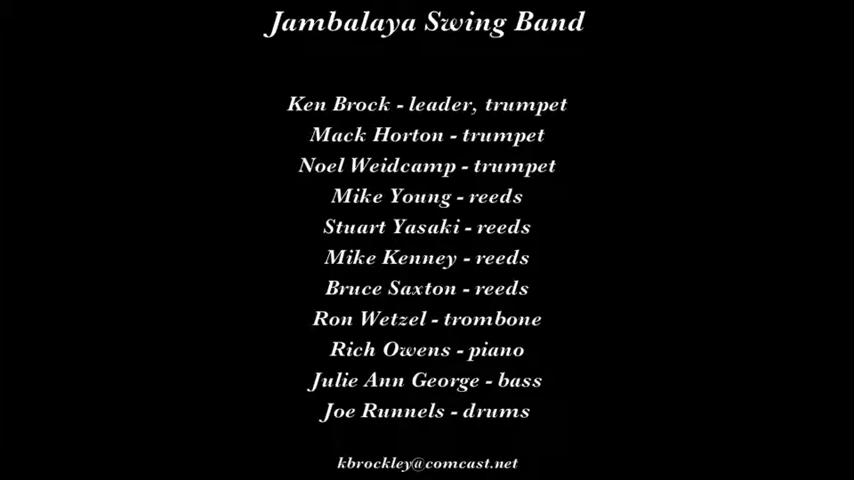 Jambalaya Swing Band
Ken Brock - leader, trumpet
Mack Horton - trumpet
Noel Weidcamp - trumpet
Mike Young - reeds
Stuart Yasaki - reeds
Mike Kenney - reeds
Bruce Saxton - reeds
Ron Wetzel - trombone
Rich Owens - piano
Julie Ann George - bass
Joe Runnels - drums
kbrockley@comcast.net